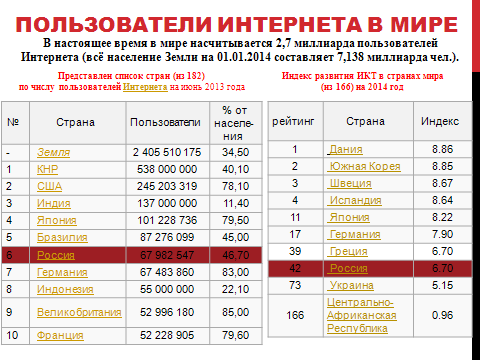 ПОЛЬЗОВАТЕЛИ ИНТЕРНЕТА В МИРЕ
В настоящее время в мире насчитывается 2,7 миллиарда пользователей
Интернета (всё население Земли на 01.01.2014 составляет 7,138 миллиарда чел.).
Представлен список стран (из 182)
по числу пользователей Интернета на июнь 2013 года
№ Страна Пользователи % от населе-ния
- Земля 2 405 510 175 34,50
1 КНР 538 000 000 40,10
2 США 245 203 319 78,10
3 Индия 137 000 000 11,40
4 Япония 101 228 736 79,50
5 Бразилия 87 276 099 45,00
6 Россия 67 982 547 46,70
7 Германия 67 483 860 83,00
8 Индонезия 55 000 000 22,10
9 Великобритания 52 996 180 85,00
10 Франция 52 228 905 79,60
Индекс развития ИКТ в странах мира
(из 166) на 2014 год
рейтинг Страна Индекс
1 Дания 8.86
2 Южная Корея 8.85
3 Швеция 8.67
4 Исландия 8.64
11 Япония 8.22
17 Германия 7.90
39 Греция 6.70
42 Россия 6.70
73 Украина 5.15
166 Центрально-Африканская Республика 0.96